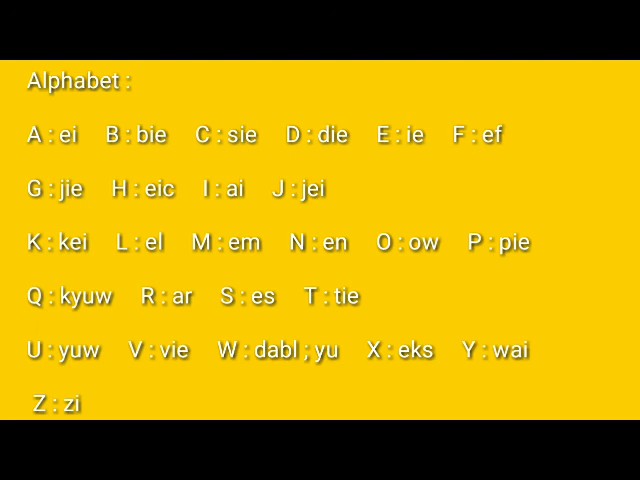 Alphabet :
A : ei B : bie C : sie D : die E : ie F : ef
G : jie H : eic I : ai J : jei
K : kei L : el M : em N : en O : ow P : pie
Q : kyuw R : ar S : es T : tie
U : yuw V : vie W : dabl ; yu X : eks Y : wai
Z : zi